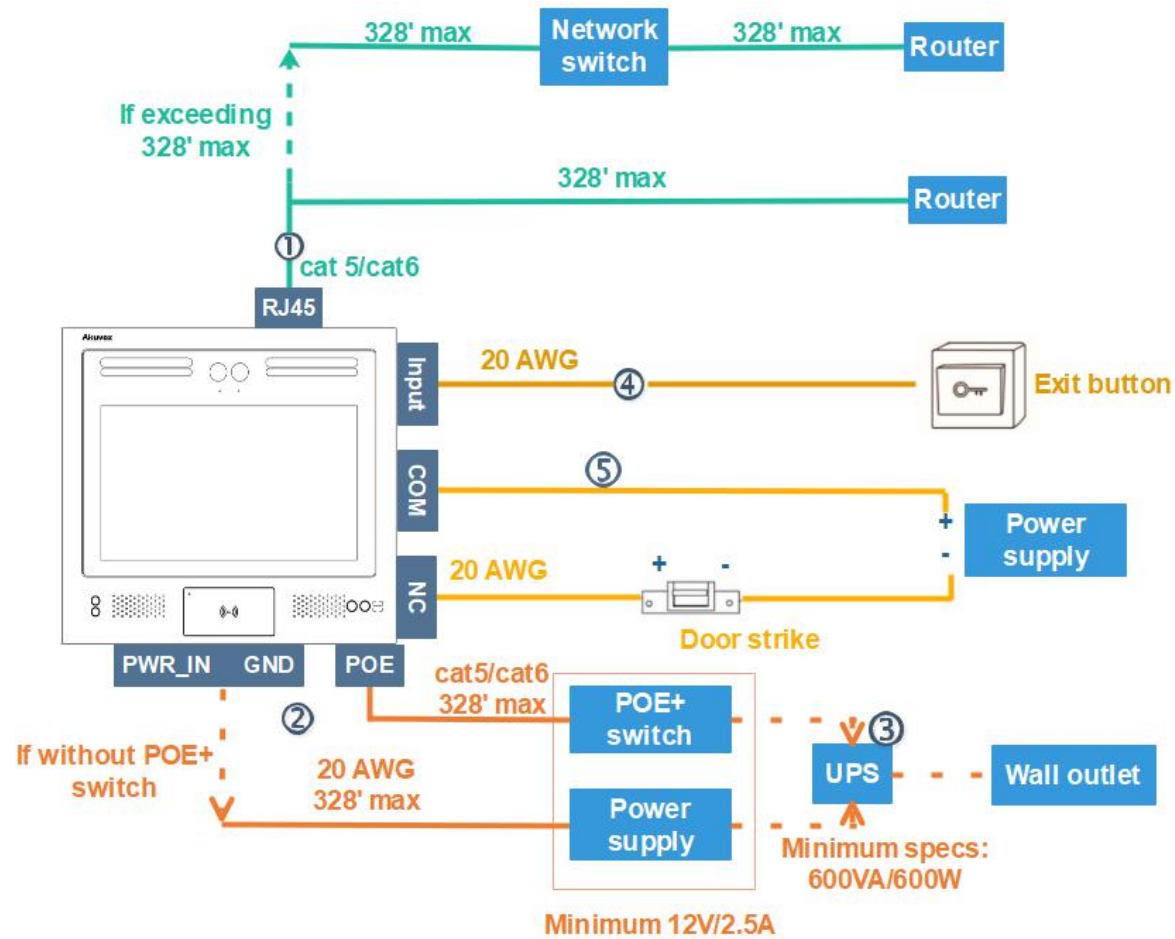 328' max
Network
switch
328' max
Router
If exceeding
328' max
328' max
Router
①
cat 5/cat6
RJ45
Akuvox
Input
20 AWG
④
Exit button
COM
⑤
+
-
Power
supply
NC
20 AWG
+
-
Door strike
PWR_IN
GND
POE
cat5/cat6
328' max
②
POE+
switch
③
If without POE+
switch
20 AWG
328' max
UPS
Wall outlet
Power
supply
Minimum specs:
600VA/600W
Minimum 12V/2.5A